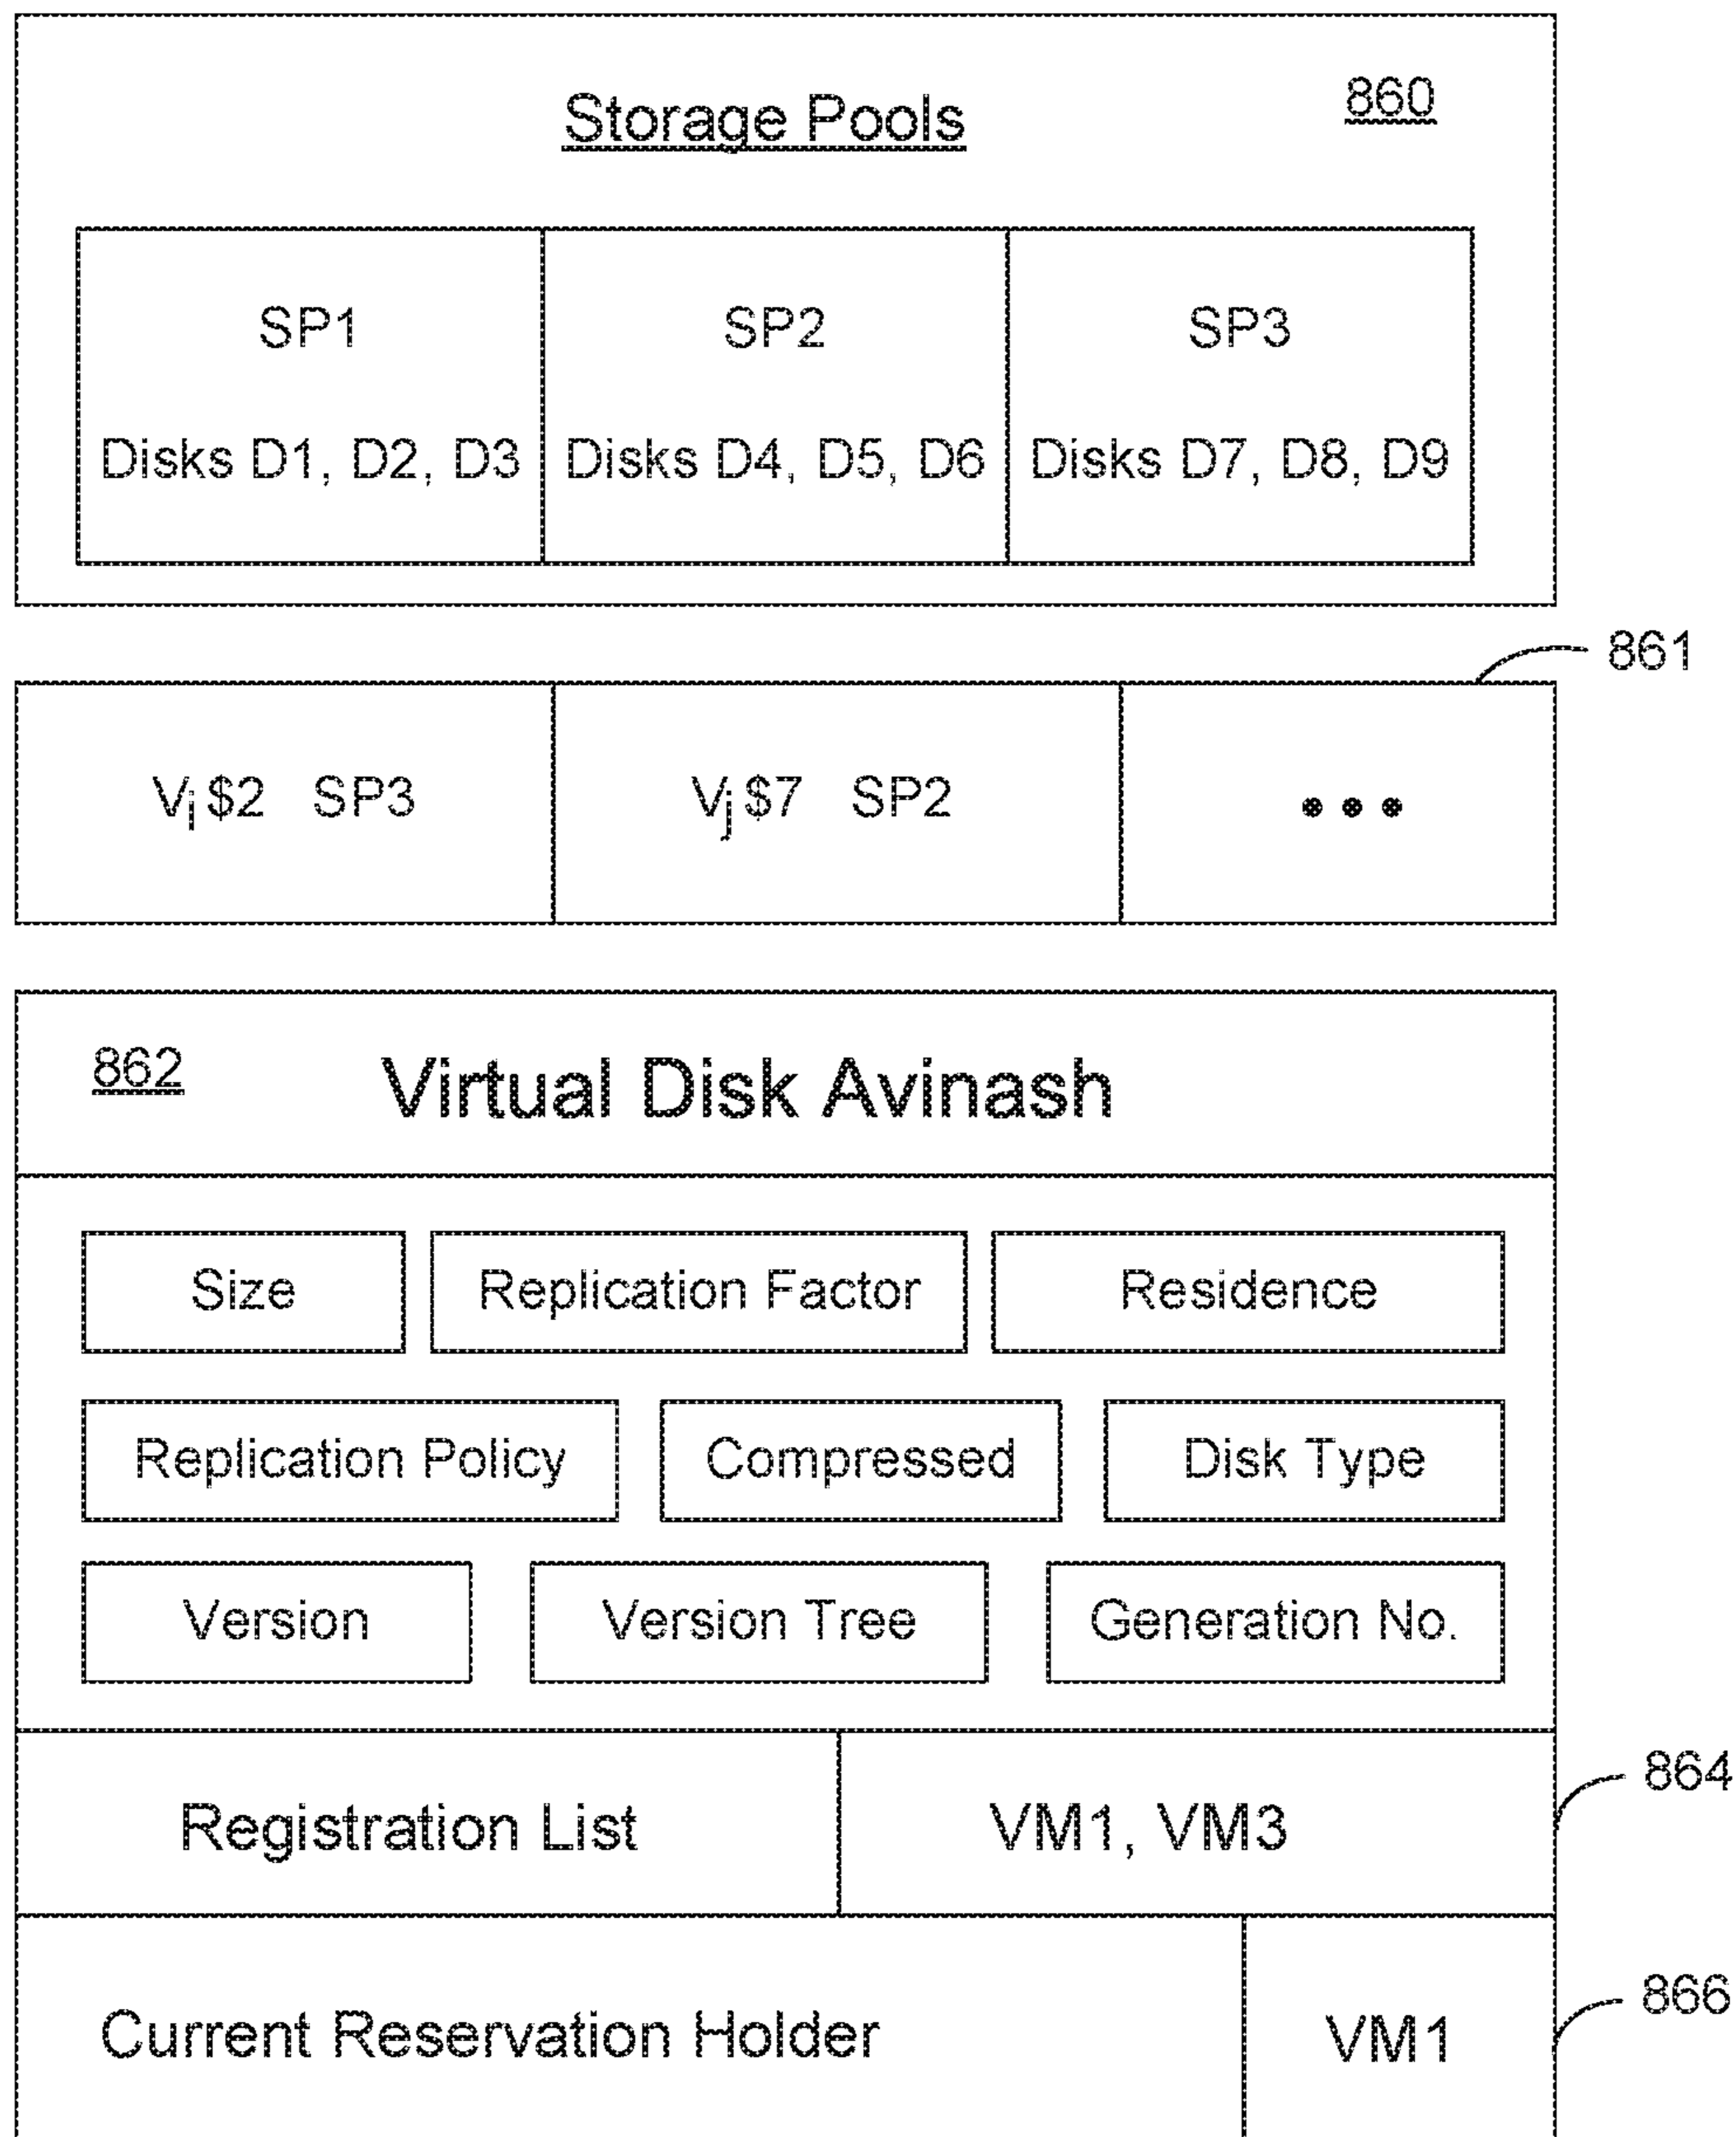 Storage Pools 860
SP1 SP2 SP3
Disks D1, D2, D3 Disks D4, D5, D6 Disks D7, D8, D9
861
Vi$2 SP3 Vj$7 SP2 •••
862 Virtual Disk Avinash
Size Replication Factor Residence
Replication Policy Compressed Disk Type
Version Version Tree Generation No.
864
Registration List VM1, VM3
866
Current Reservation Holder VM1